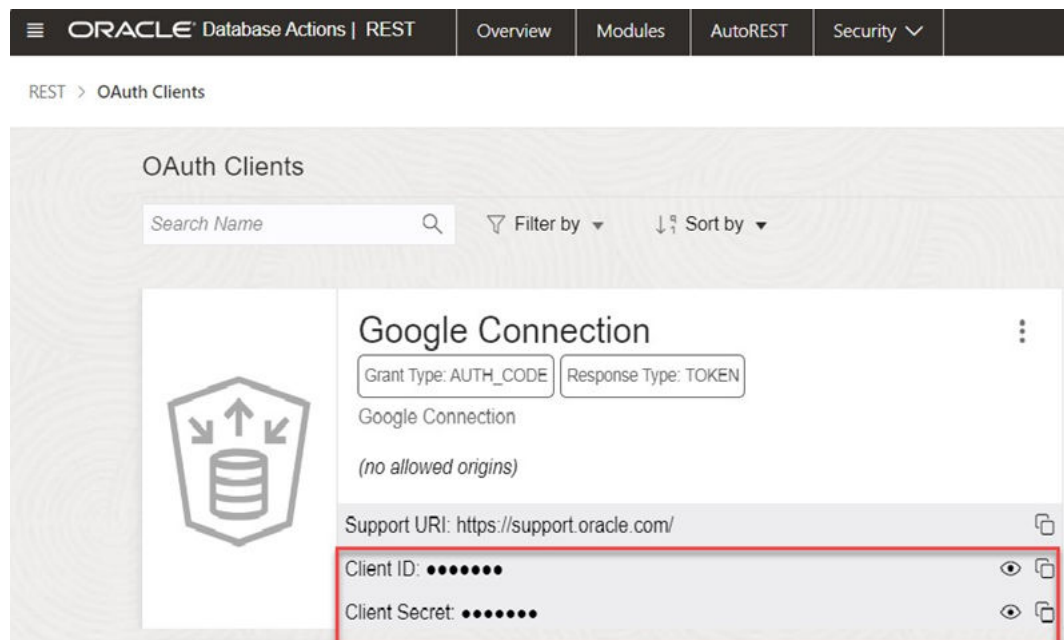 ORACLE Database Actions | REST Overview Modules AutoREST Security
REST > OAuth Clients
OAuth Clients
Search Name Filter by Sort by
Google Connection
Grant Type: AUTH_CODE Response Type: TOKEN
Google Connection
(no allowed origins)
Support URI: https://support.oracle.com/
Client ID: •••••••
Client Secret: •••••••